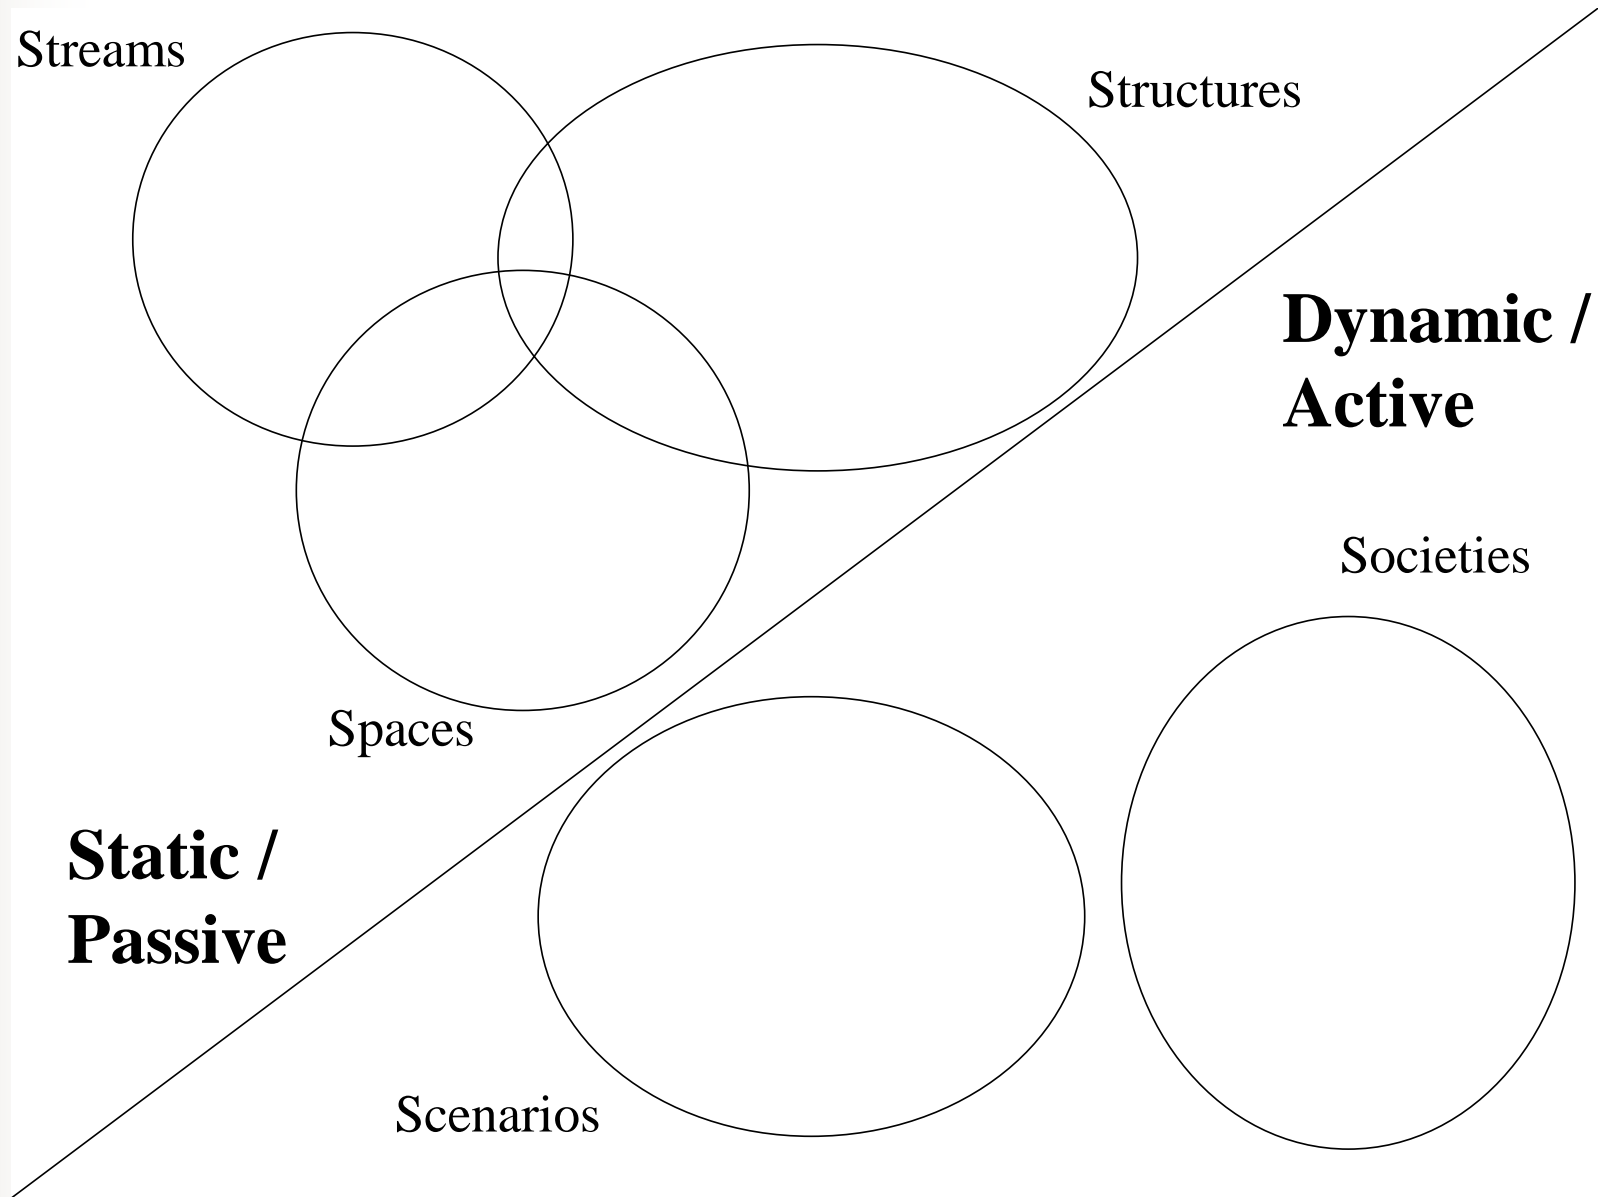 Streams
Structures
Dynamic /
Active
Societies
Spaces
Static /
Passive
Scenarios